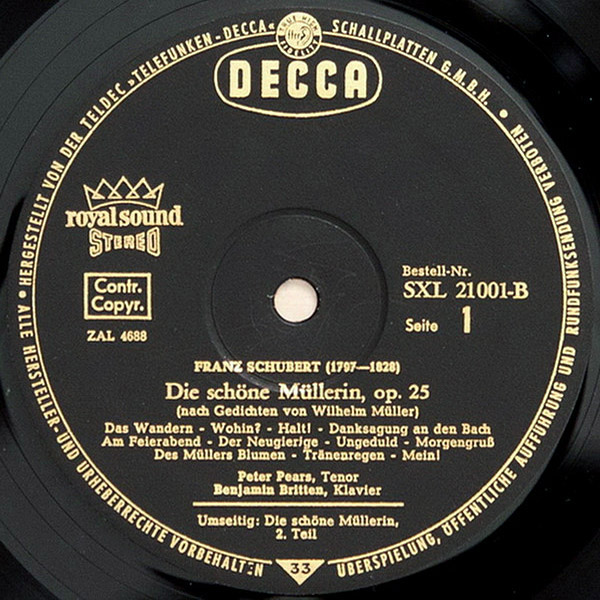 • HERGESTELLT VON DER TELDEC »TELEFUNKEN-DECCA« SCHALLPLATTEN G.M.B.H. •
DECCA
royal sound
STEREO
Contr.
Copyr.
ZAL 4688
Bestell-Nr.
SXL 21001-B
Seite 1
FRANZ SCHUBERT (1797—1828)
Die schöne Müllerin, op. 25
(nach Gedichten von Wilhelm Müller)
Das Wandern - Wohin? - Halt! - Danksagung an den Bach
Am Feierabend - Der Neugierige - Ungeduld - Morgengruß
Des Müllers Blumen - Tränenregen - Mein!
Peter Pears, Tenor
Benjamin Britten, Klavier
Umseitig: Die schöne Müllerin,
2. Teil
ALLE HERSTELLER- UND URHEBERRECHTE VORBEHALTEN
33
ÜBERSPIELUNG, ÖFFENTLICHE AUFFÜHRUNG UND RUNDFUNKSENDUNG VERBOTEN